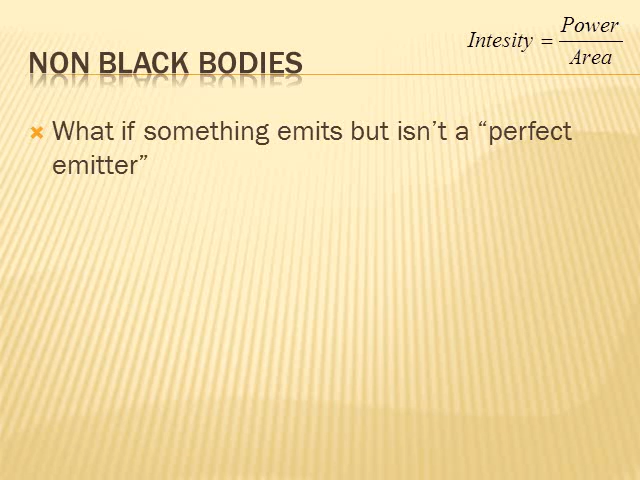 NON BLACK BODIES
Intesity = Power / Area
× What if something emits but isn't a “perfect
emitter”